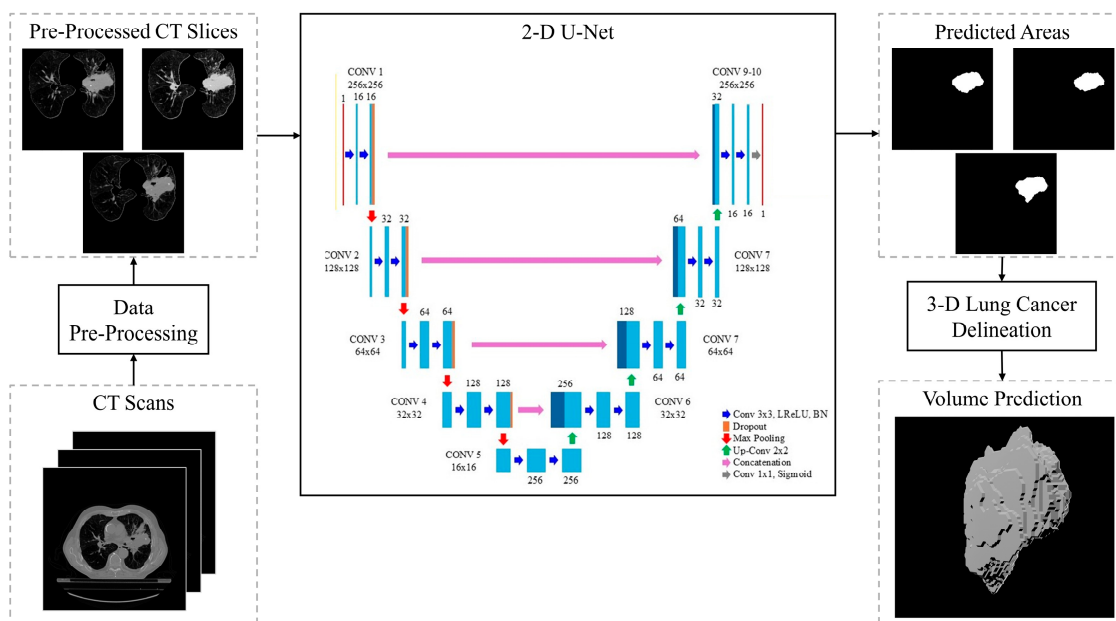 Pre-Processed CT Slices
2-D U-Net
Predicted Areas
CONV 1
256x256
1 16 16
CONV 9-10
256x256
32
16 16 1
32 32
CONV 2
128x128
64
CONV 7
128x128
32 32
Data
Pre-Processing
3-D Lung Cancer
Delineation
64 64
CONV 3
64x64
128
CONV 7
64x64
64 64
CT Scans
Volume Prediction
128 128
CONV 4
32x32
256
CONV 6
32x32
128 128
CONV 5
16x16
256 256
Conv 3x3, LReLU, BN
Dropout
Max Pooling
Up-Conv 2x2
Concatenation
Conv 1x1, Sigmoid